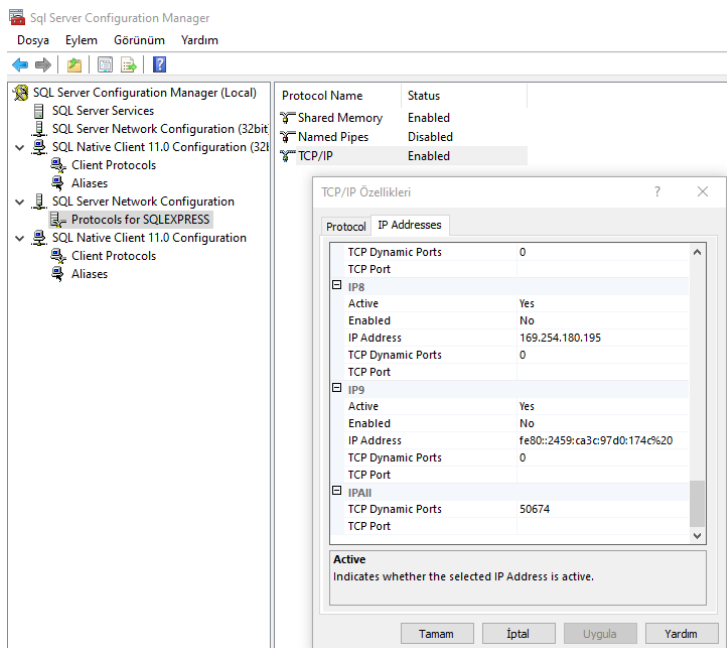 Sql Server Configuration Manager
Dosya Eylem Görünüm Yardım
SQL Server Configuration Manager (Local)
SQL Server Services
SQL Server Network Configuration (32bit
SQL Native Client 11.0 Configuration (32b
Client Protocols
Aliases
SQL Server Network Configuration
Protocols for SQLEXPRESS
SQL Native Client 11.0 Configuration
Client Protocols
Aliases
Protocol Name Status
Shared Memory Enabled
Named Pipes Disabled
TCP/IP Enabled
TCP/IP Özellikleri ?
Protocol IP Addresses
TCP Dynamic Ports 0
TCP Port
IP8
Active Yes
Enabled No
IP Address 169.254.180.195
TCP Dynamic Ports 0
TCP Port
IP9
Active Yes
Enabled No
IP Address fe80::2459:ca3c:97d0:174c%20
TCP Dynamic Ports 0
TCP Port
IPAll
TCP Dynamic Ports 50674
TCP Port
Active
Indicates whether the selected IP Address is active.
Tamam İptal Uygula Yardım